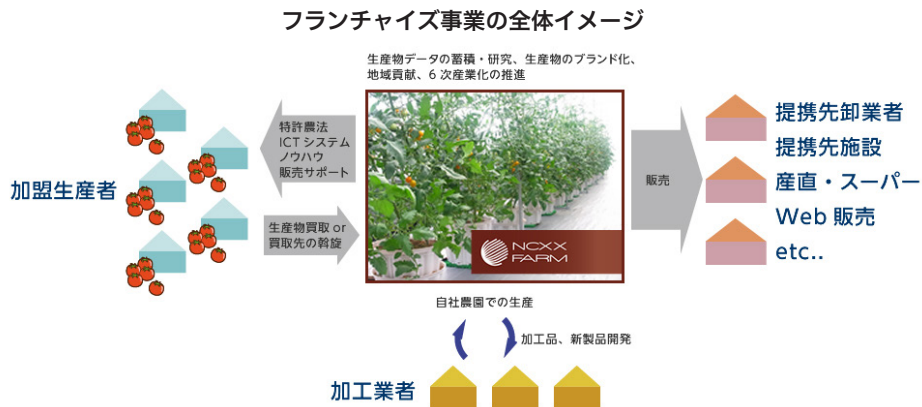 フランチャイズ事業の全体イメージ
生産物データの蓄積・研究、生産物のブランド化、
地域貢献、6次産業化の推進
加盟生産者
特許農法
ICTシステム
ノウハウ
販売サポート
生産物買取 or
買取先の斡旋
NCXX
FARM
販売
提携先卸業者
提携先施設
産直・スーパー
Web 販売
etc..
自社農園での生産
加工品、新製品開発
加工業者